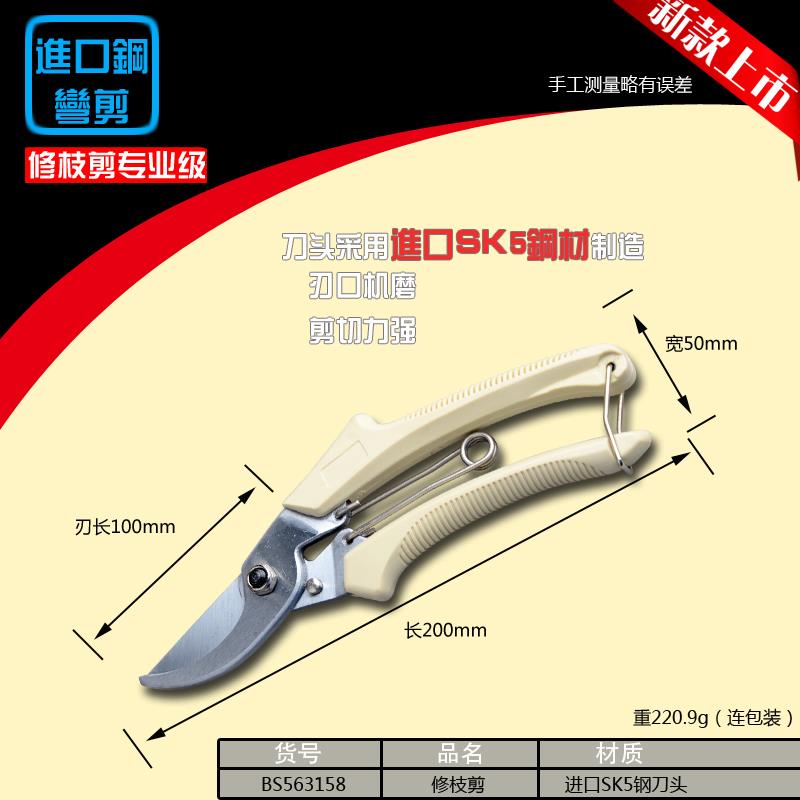 進口鋼
彎剪
修枝剪专业级
新款上市
手工测量略有误差
刀头采用進口SK5鋼材制造
刃口机磨
剪切力强
宽50mm
刃长100mm
长200mm
重220.9g（连包装）
货号 品名 材质
BS563158 修枝剪 进口SK5钢刀头